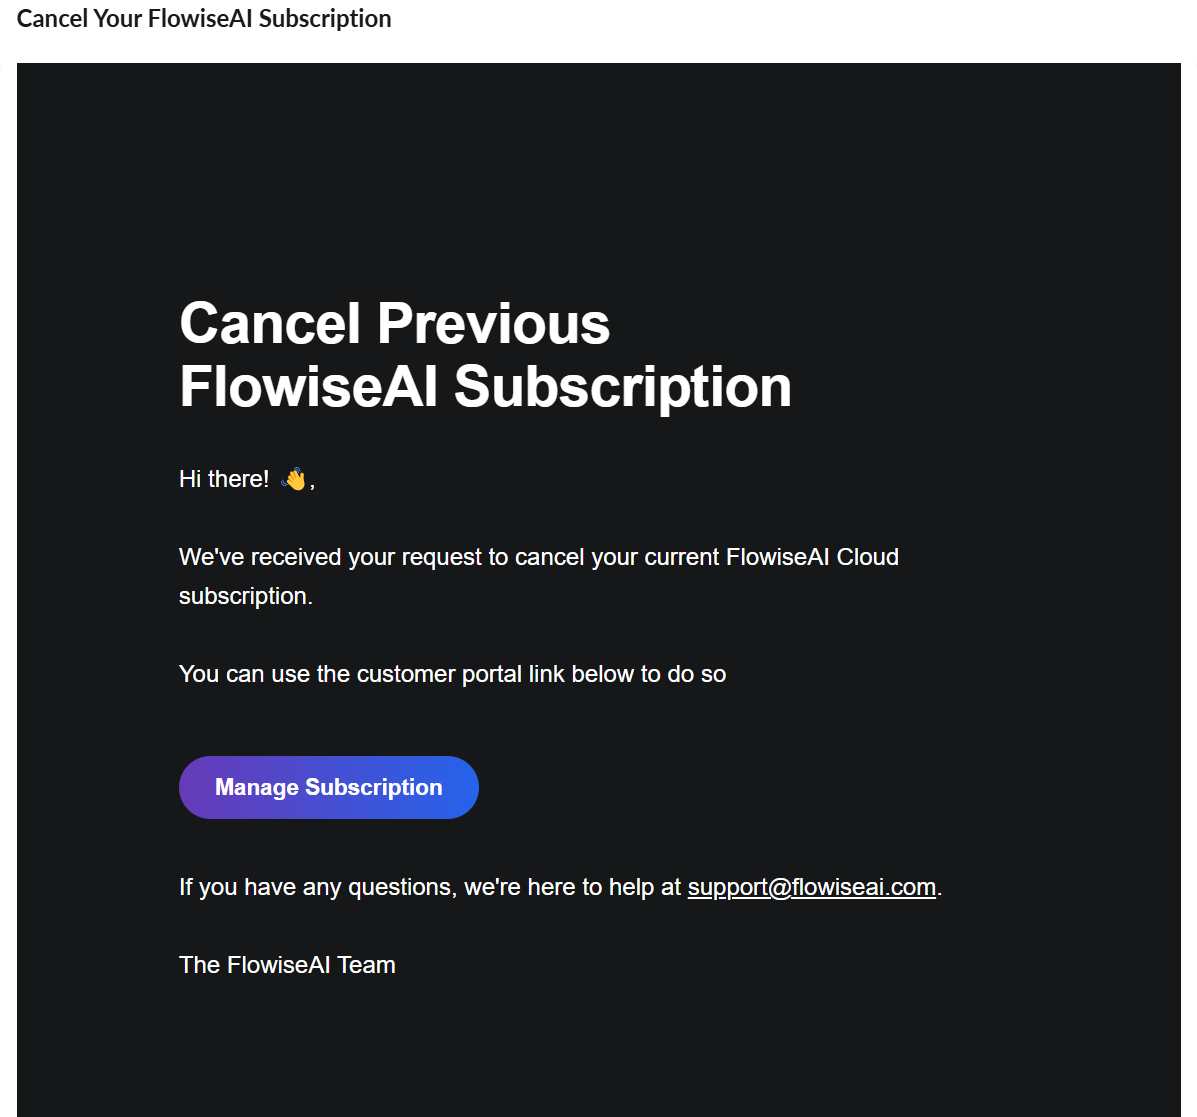 Cancel Your FlowiseAI Subscription
Cancel Previous
FlowiseAI Subscription
Hi there! 👋,
We've received your request to cancel your current FlowiseAI Cloud
subscription.
You can use the customer portal link below to do so
Manage Subscription
If you have any questions, we're here to help at support@flowiseai.com.
The FlowiseAI Team